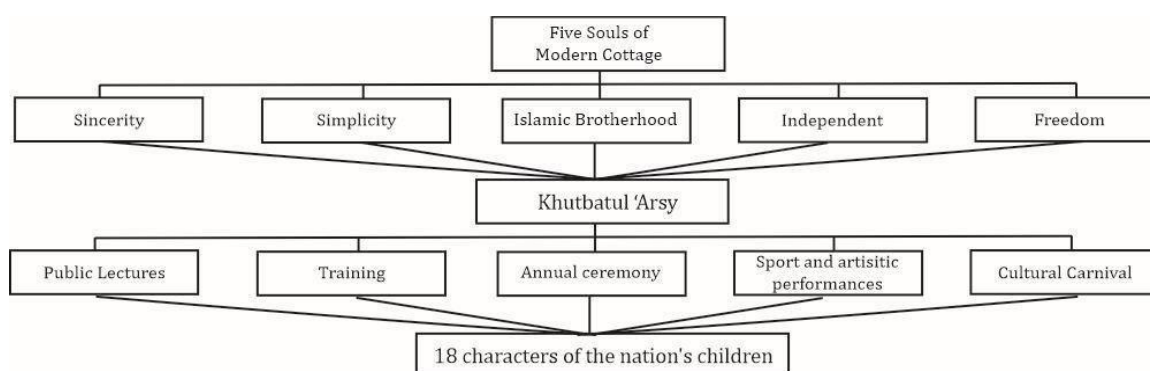 Five Souls of
Modern Cottage
Sincerity
Simplicity
Islamic Brotherhood
Independent
Freedom
Khutbatul ‘Arsy
Public Lectures
Training
Annual ceremony
Sport and artisitic
performances
Cultural Carnival
18 characters of the nation's children